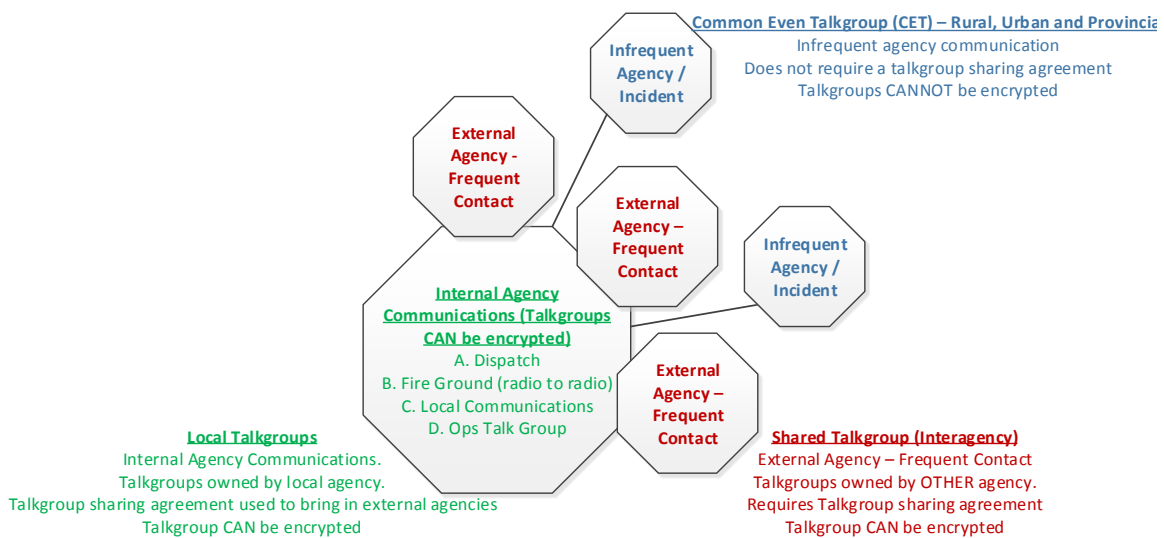 Common Even Talkgroup (CET) – Rural, Urban and Provincia
Infrequent agency communication
Does not require a talkgroup sharing agreement
Talkgroups CANNOT be encrypted
Infrequent
Agency /
Incident
External
Agency -
Frequent
Contact
External
Agency –
Frequent
Contact
Infrequent
Agency /
Incident
Internal Agency
Communications (Talkgroups
CAN be encrypted)
A. Dispatch
B. Fire Ground (radio to radio)
C. Local Communications
D. Ops Talk Group
External
Agency –
Frequent
Contact
Local Talkgroups
Internal Agency Communications.
Talkgroups owned by local agency.
Talkgroup sharing agreement used to bring in external agencies
Talkgroup CAN be encrypted
Shared Talkgroup (Interagency)
External Agency – Frequent Contact
Talkgroups owned by OTHER agency.
Requires Talkgroup sharing agreement
Talkgroup CAN be encrypted